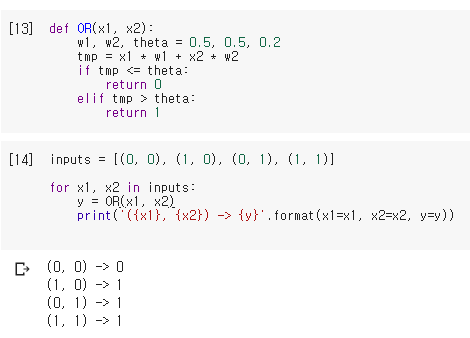 [13] def OR(x1, x2):
    w1, w2, theta = 0.5, 0.5, 0.2
    tmp = x1 * w1 + x2 * w2
    if tmp <= theta:
        return 0
    elif tmp > theta:
        return 1
[14] inputs = [(0, 0), (1, 0), (0, 1), (1, 1)]
for x1, x2 in inputs:
    y = OR(x1, x2)
    print('({x1}, {x2}) -> {y}'.format(x1=x1, x2=x2, y=y))
(0, 0) -> 0
(1, 0) -> 1
(0, 1) -> 1
(1, 1) -> 1